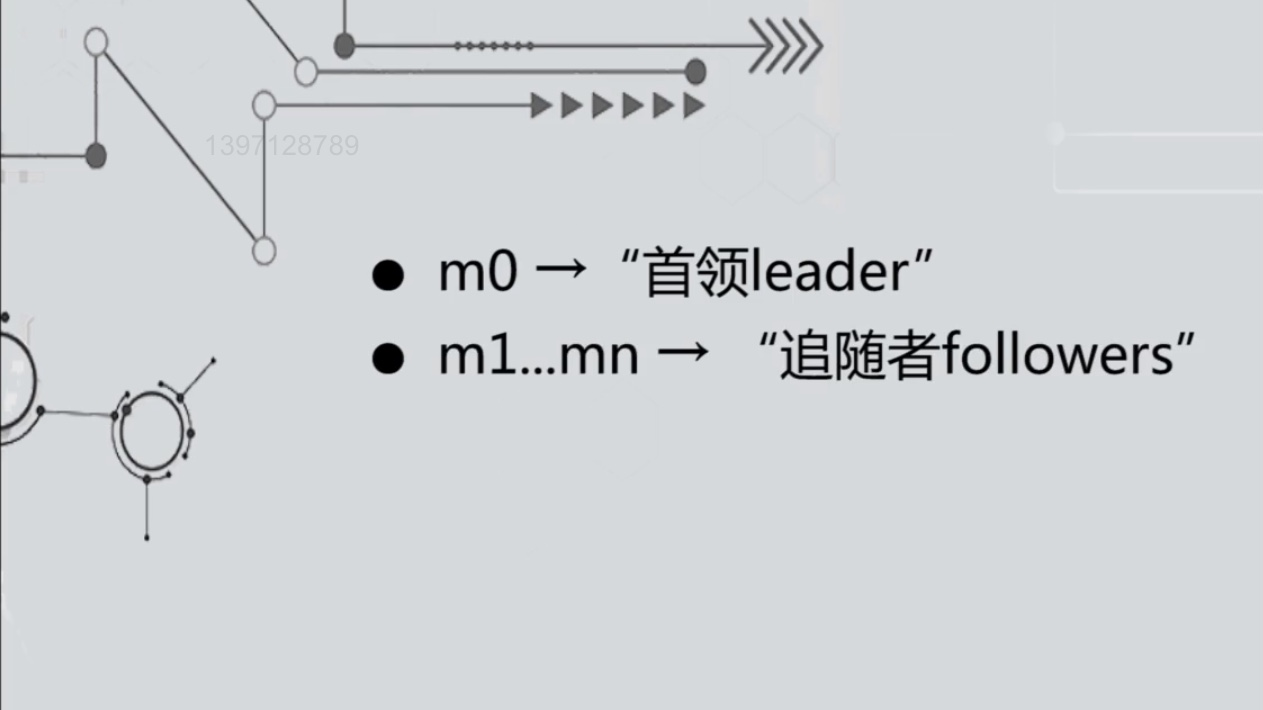 1397128789
● m0 → “首领leader”
● m1...mn → “追随者followers”